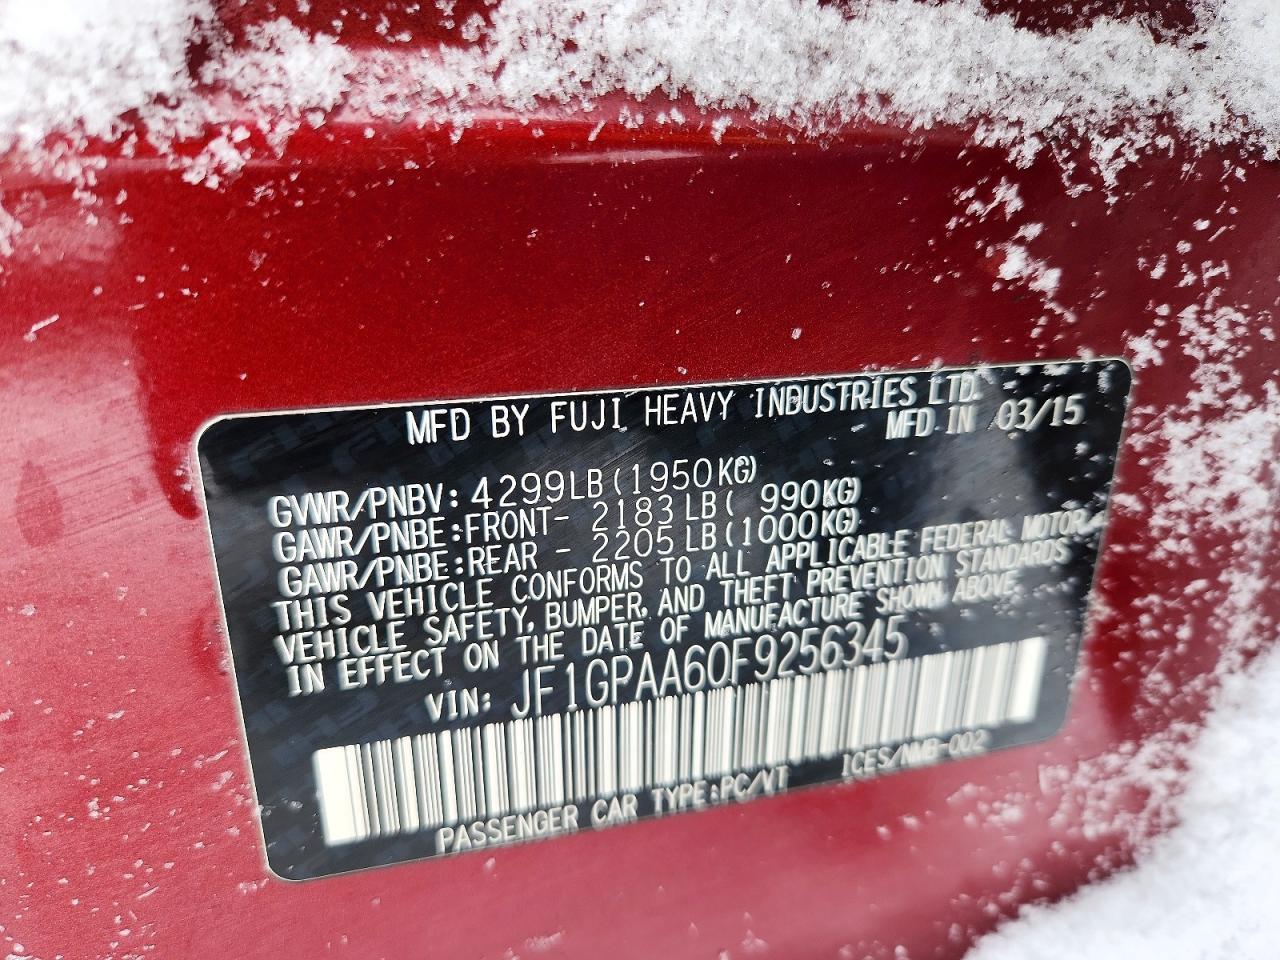 MFD BY FUJI HEAVY INDUSTRIES LTD.
MFD IN 03/15
GVWR/PNBV: 4299LB(1950KG)
GAWR/PNBE:FRONT- 2183LB( 990KG)
GAWR/PNBE:REAR - 2205LB(1000KG)
THIS VEHICLE CONFORMS TO ALL APPLICABLE FEDERAL MOTOR
VEHICLE SAFETY, BUMPER, AND THEFT PREVENTION STANDARDS
IN EFFECT ON THE DATE OF MANUFACTURE SHOWN ABOVE.
VIN: JF1GPAA60F9256345
PASSENGER CAR TYPE:PC/VT ICES/NMB-002